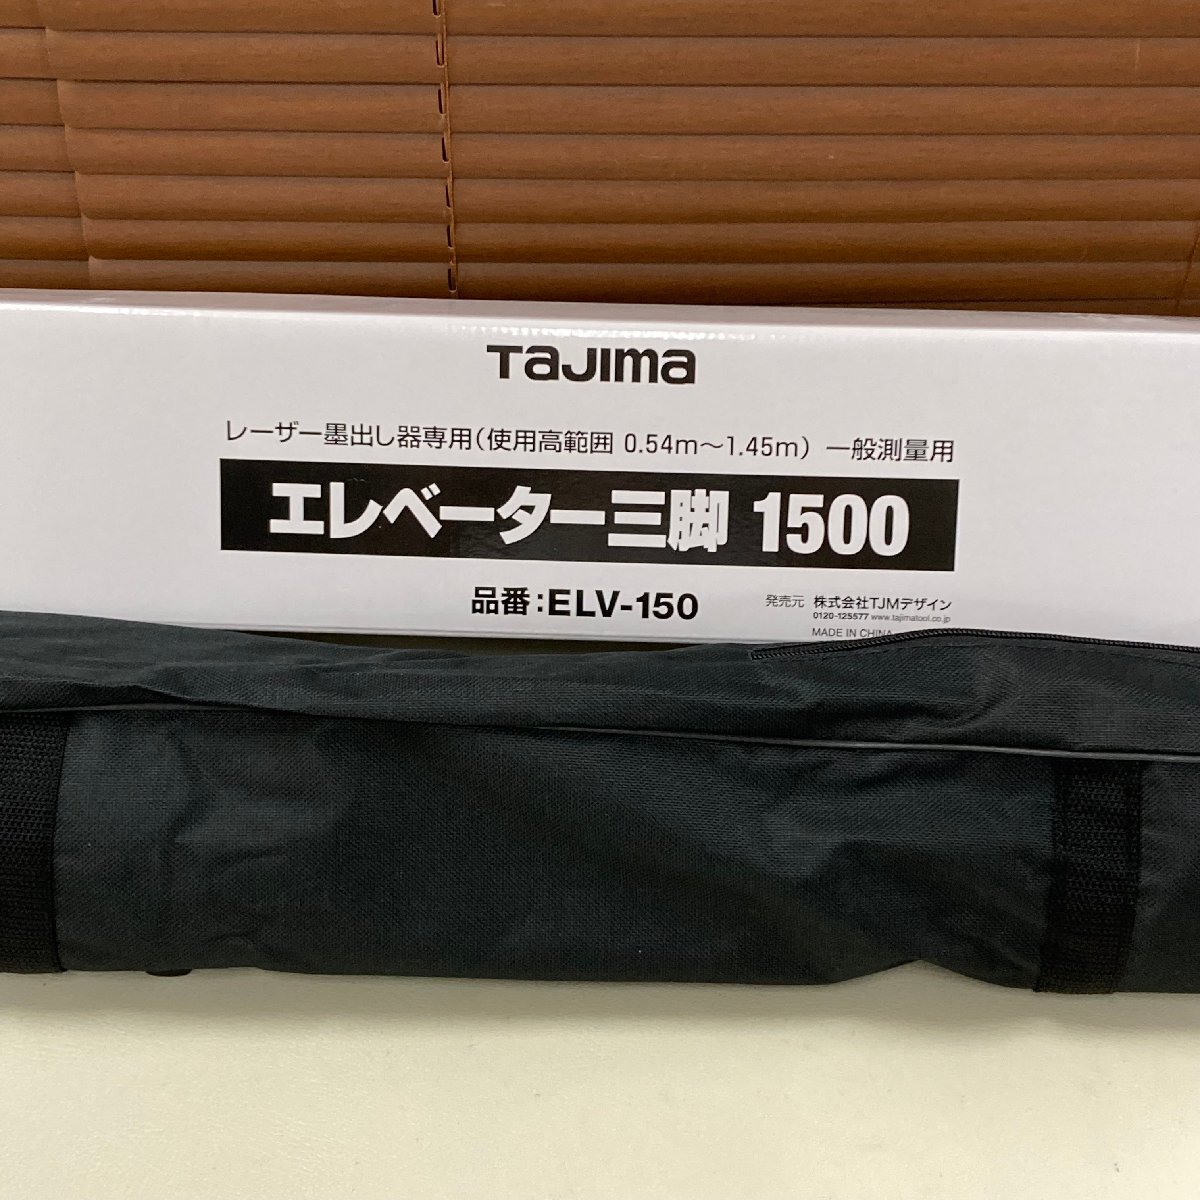 TAJIMA
レーザー墨出し器専用(使用高範囲 0.54m〜1.45m) 一般測量用
エレベーター三脚 1500
品番:ELV-150
発売元 株式会社TJMデザイン
0120-125577 www.tajimatool.co.jp
MADE IN CHINA